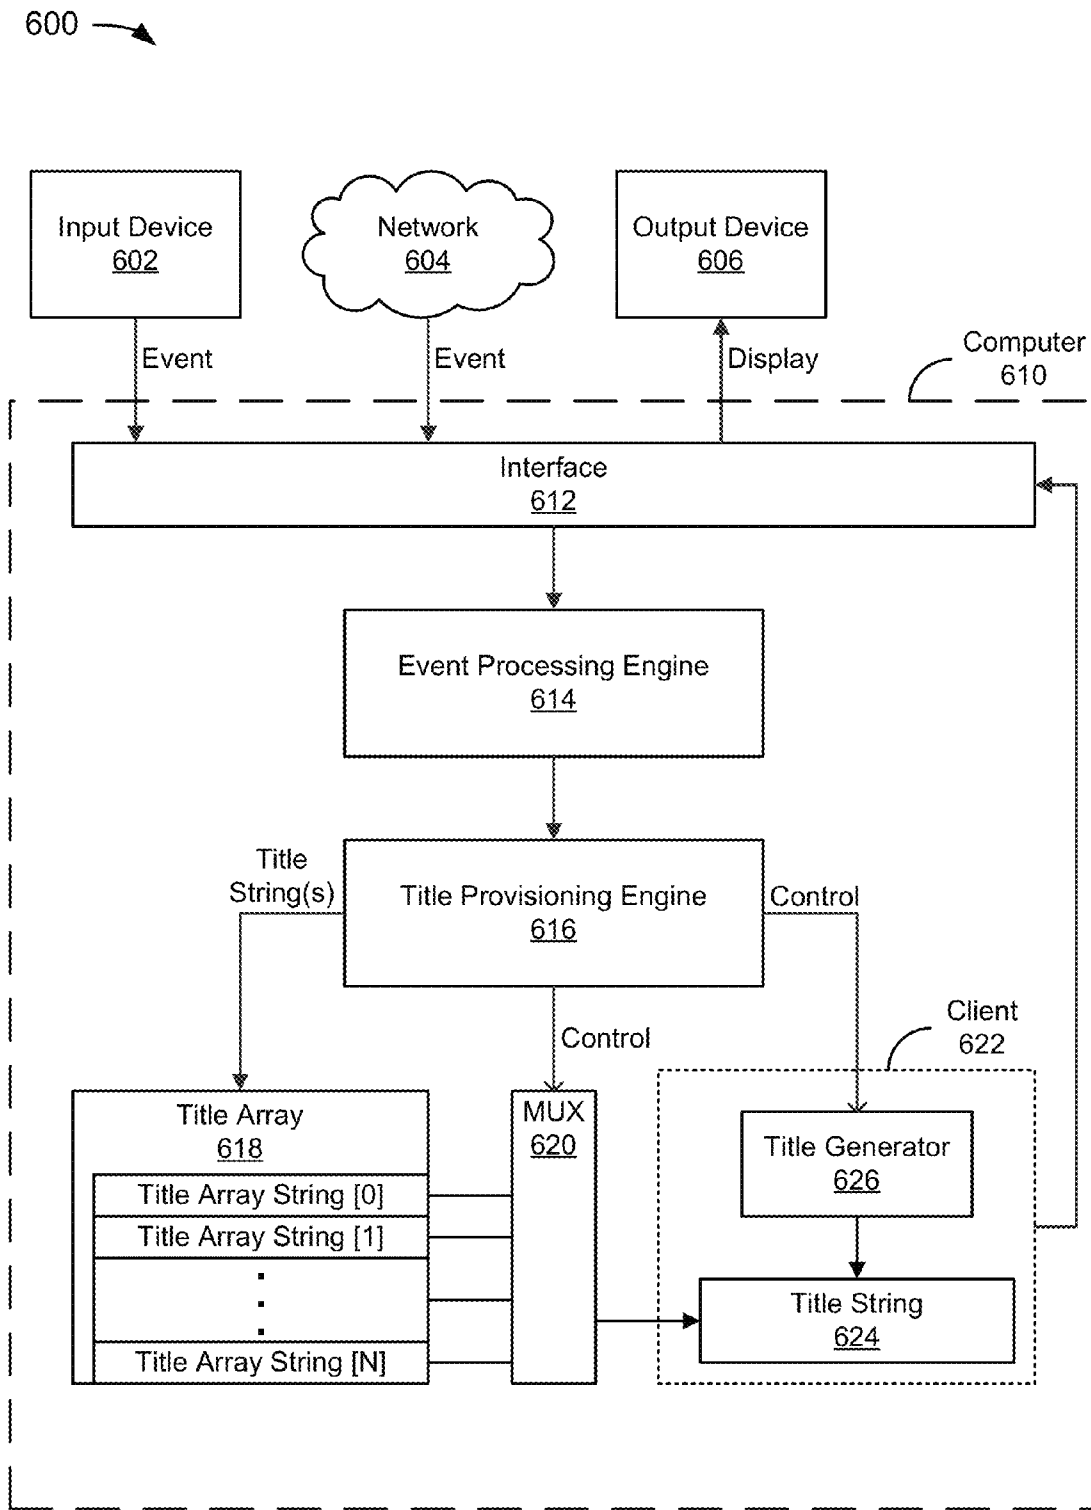 600
Input Device
602
Network
604
Output Device
606
Event
Event
Display
Computer
610
Interface
612
Event Processing Engine
614
Title
String(s)
Title Provisioning Engine
616
Control
Control
Client
622
Title Array
618
MUX
620
Title Array String [0]
Title Array String [1]
Title Array String [N]
Title Generator
626
Title String
624